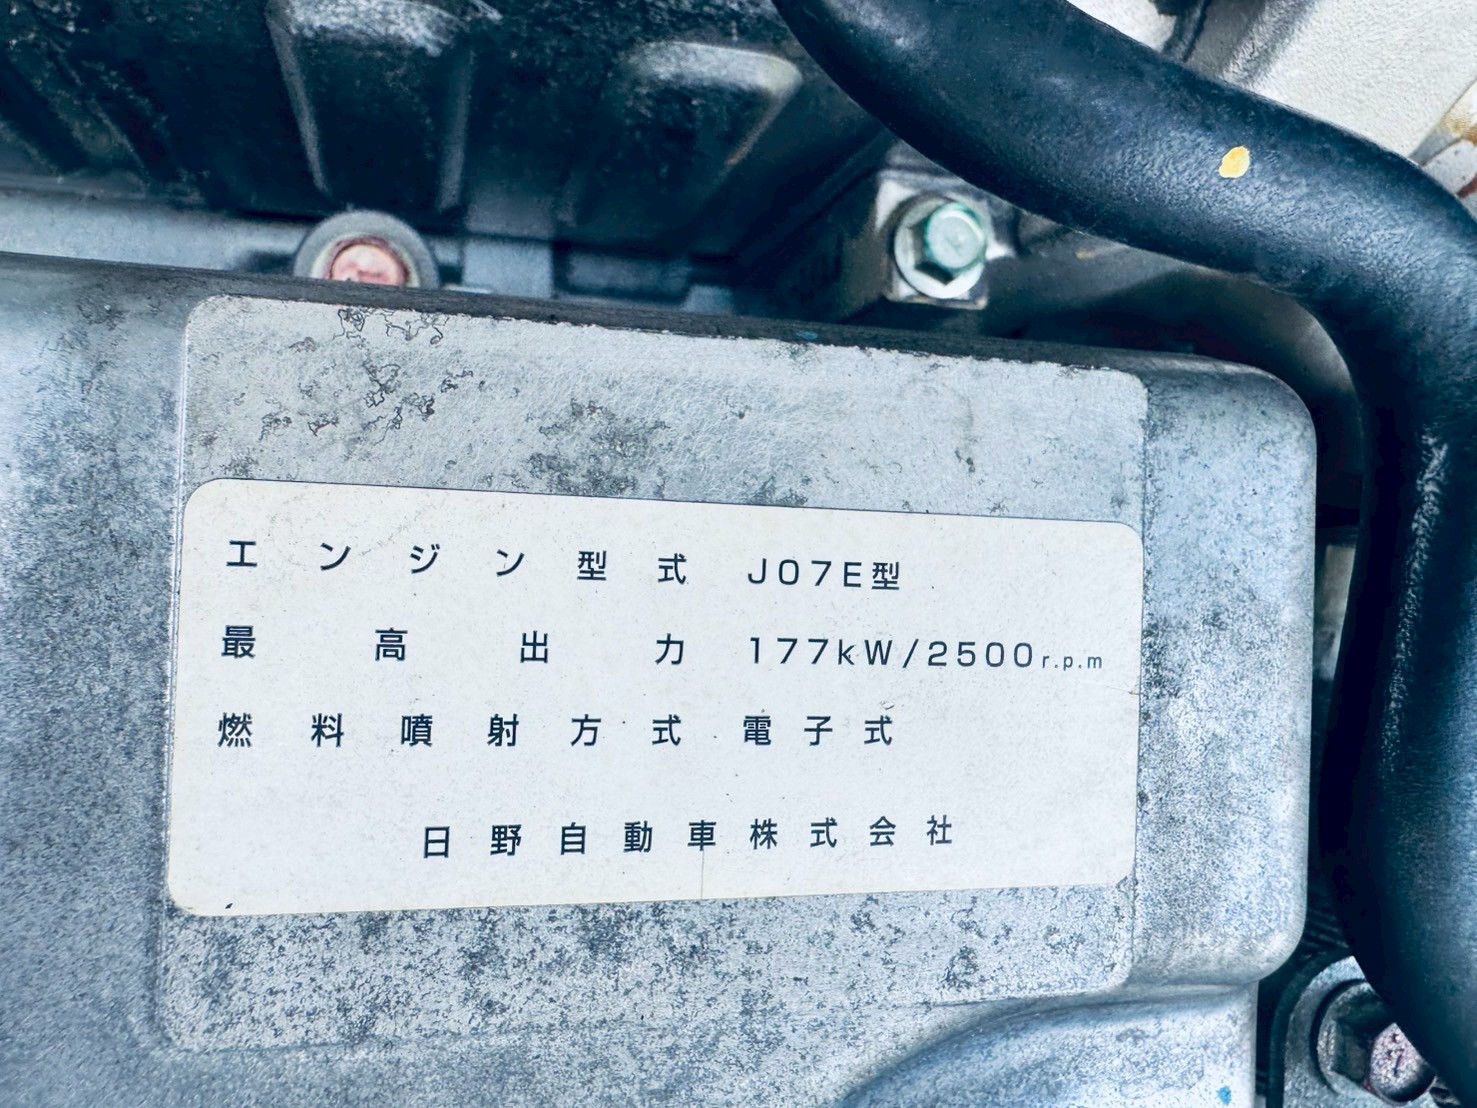 エンジン型式 J07E型
最高出力 177kW/2500r.p.m
燃料噴射方式 電子式
日野自動車株式会社